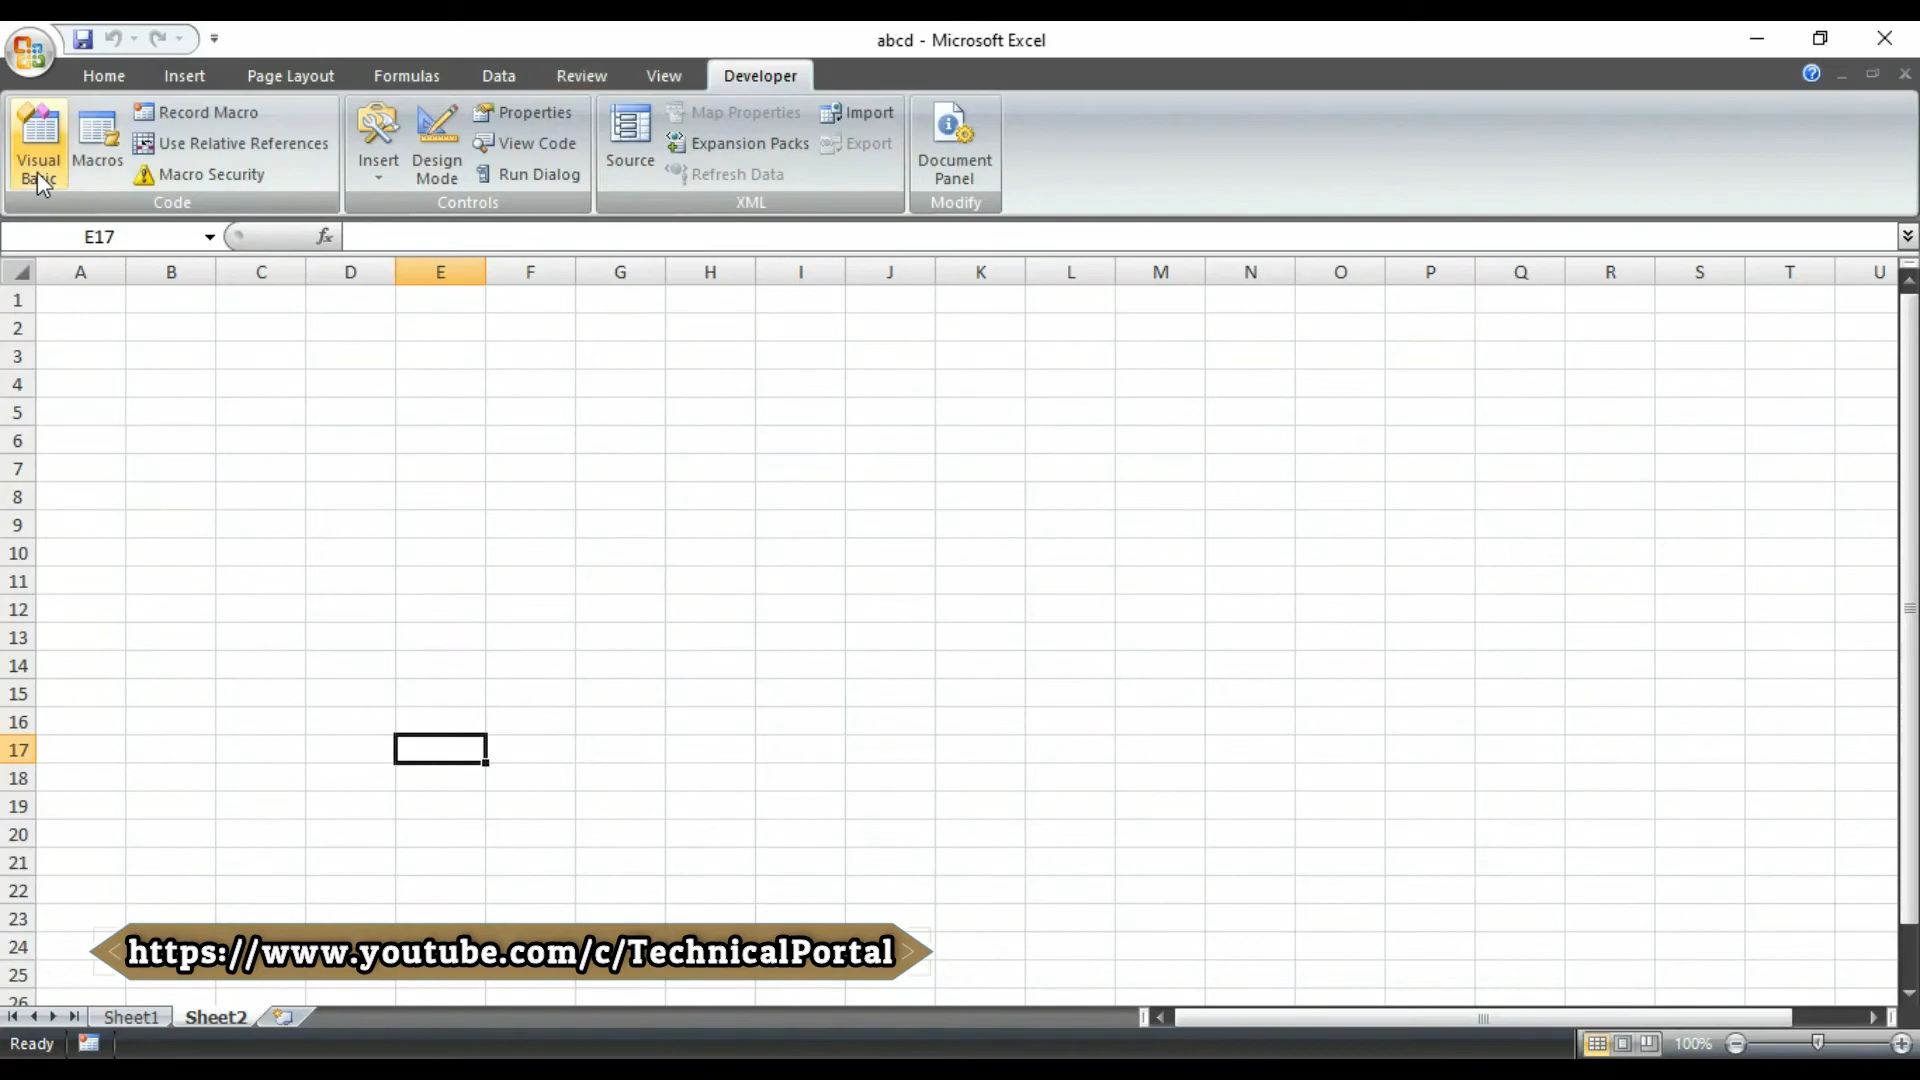 abcd - Microsoft Excel
Home Insert Page Layout Formulas Data Review View Developer
Visual Basic
Macros
Record Macro
Use Relative References
Macro Security
Code
Insert
Design Mode
Properties
View Code
Run Dialog
Controls
Source
Map Properties
Expansion Packs
Refresh Data
Import
Export
XML
Document Panel
Modify
E17
fx
A B C D E F G H I J K L M N O P Q R S T U
1
2
3
4
5
6
7
8
9
10
11
12
13
14
15
16
17
18
19
20
21
22
23
24
25
26
https://www.youtube.com/c/TechnicalPortal
Sheet1 Sheet2
Ready
100%